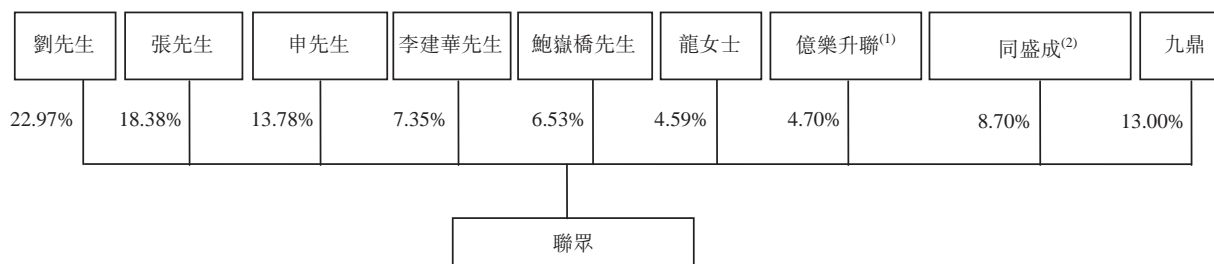 劉先生 張先生 申先生 李建華先生 鮑嶽橋先生 龍女士 億樂升聯(1) 同盛成(2) 九鼎
22.97% 18.38% 13.78% 7.35% 6.53% 4.59% 4.70% 8.70% 13.00%
聯眾